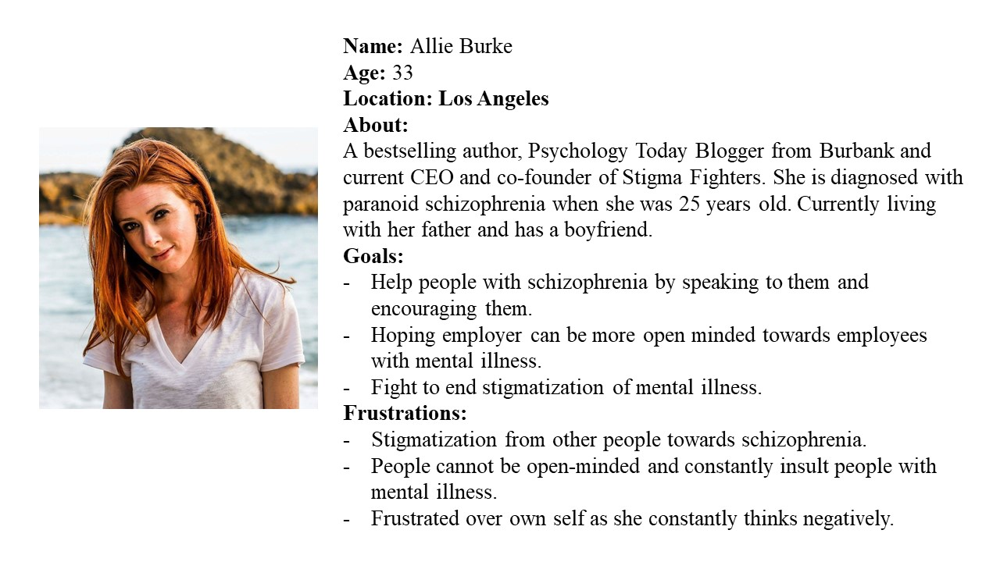 Name: Allie Burke
Age: 33
Location: Los Angeles
About:
A bestselling author, Psychology Today Blogger from Burbank and
current CEO and co-founder of Stigma Fighters. She is diagnosed with
paranoid schizophrenia when she was 25 years old. Currently living
with her father and has a boyfriend.
Goals:
- Help people with schizophrenia by speaking to them and
encouraging them.
- Hoping employer can be more open minded towards employees
with mental illness.
- Fight to end stigmatization of mental illness.
Frustrations:
- Stigmatization from other people towards schizophrenia.
- People cannot be open-minded and constantly insult people with
mental illness.
- Frustrated over own self as she constantly thinks negatively.